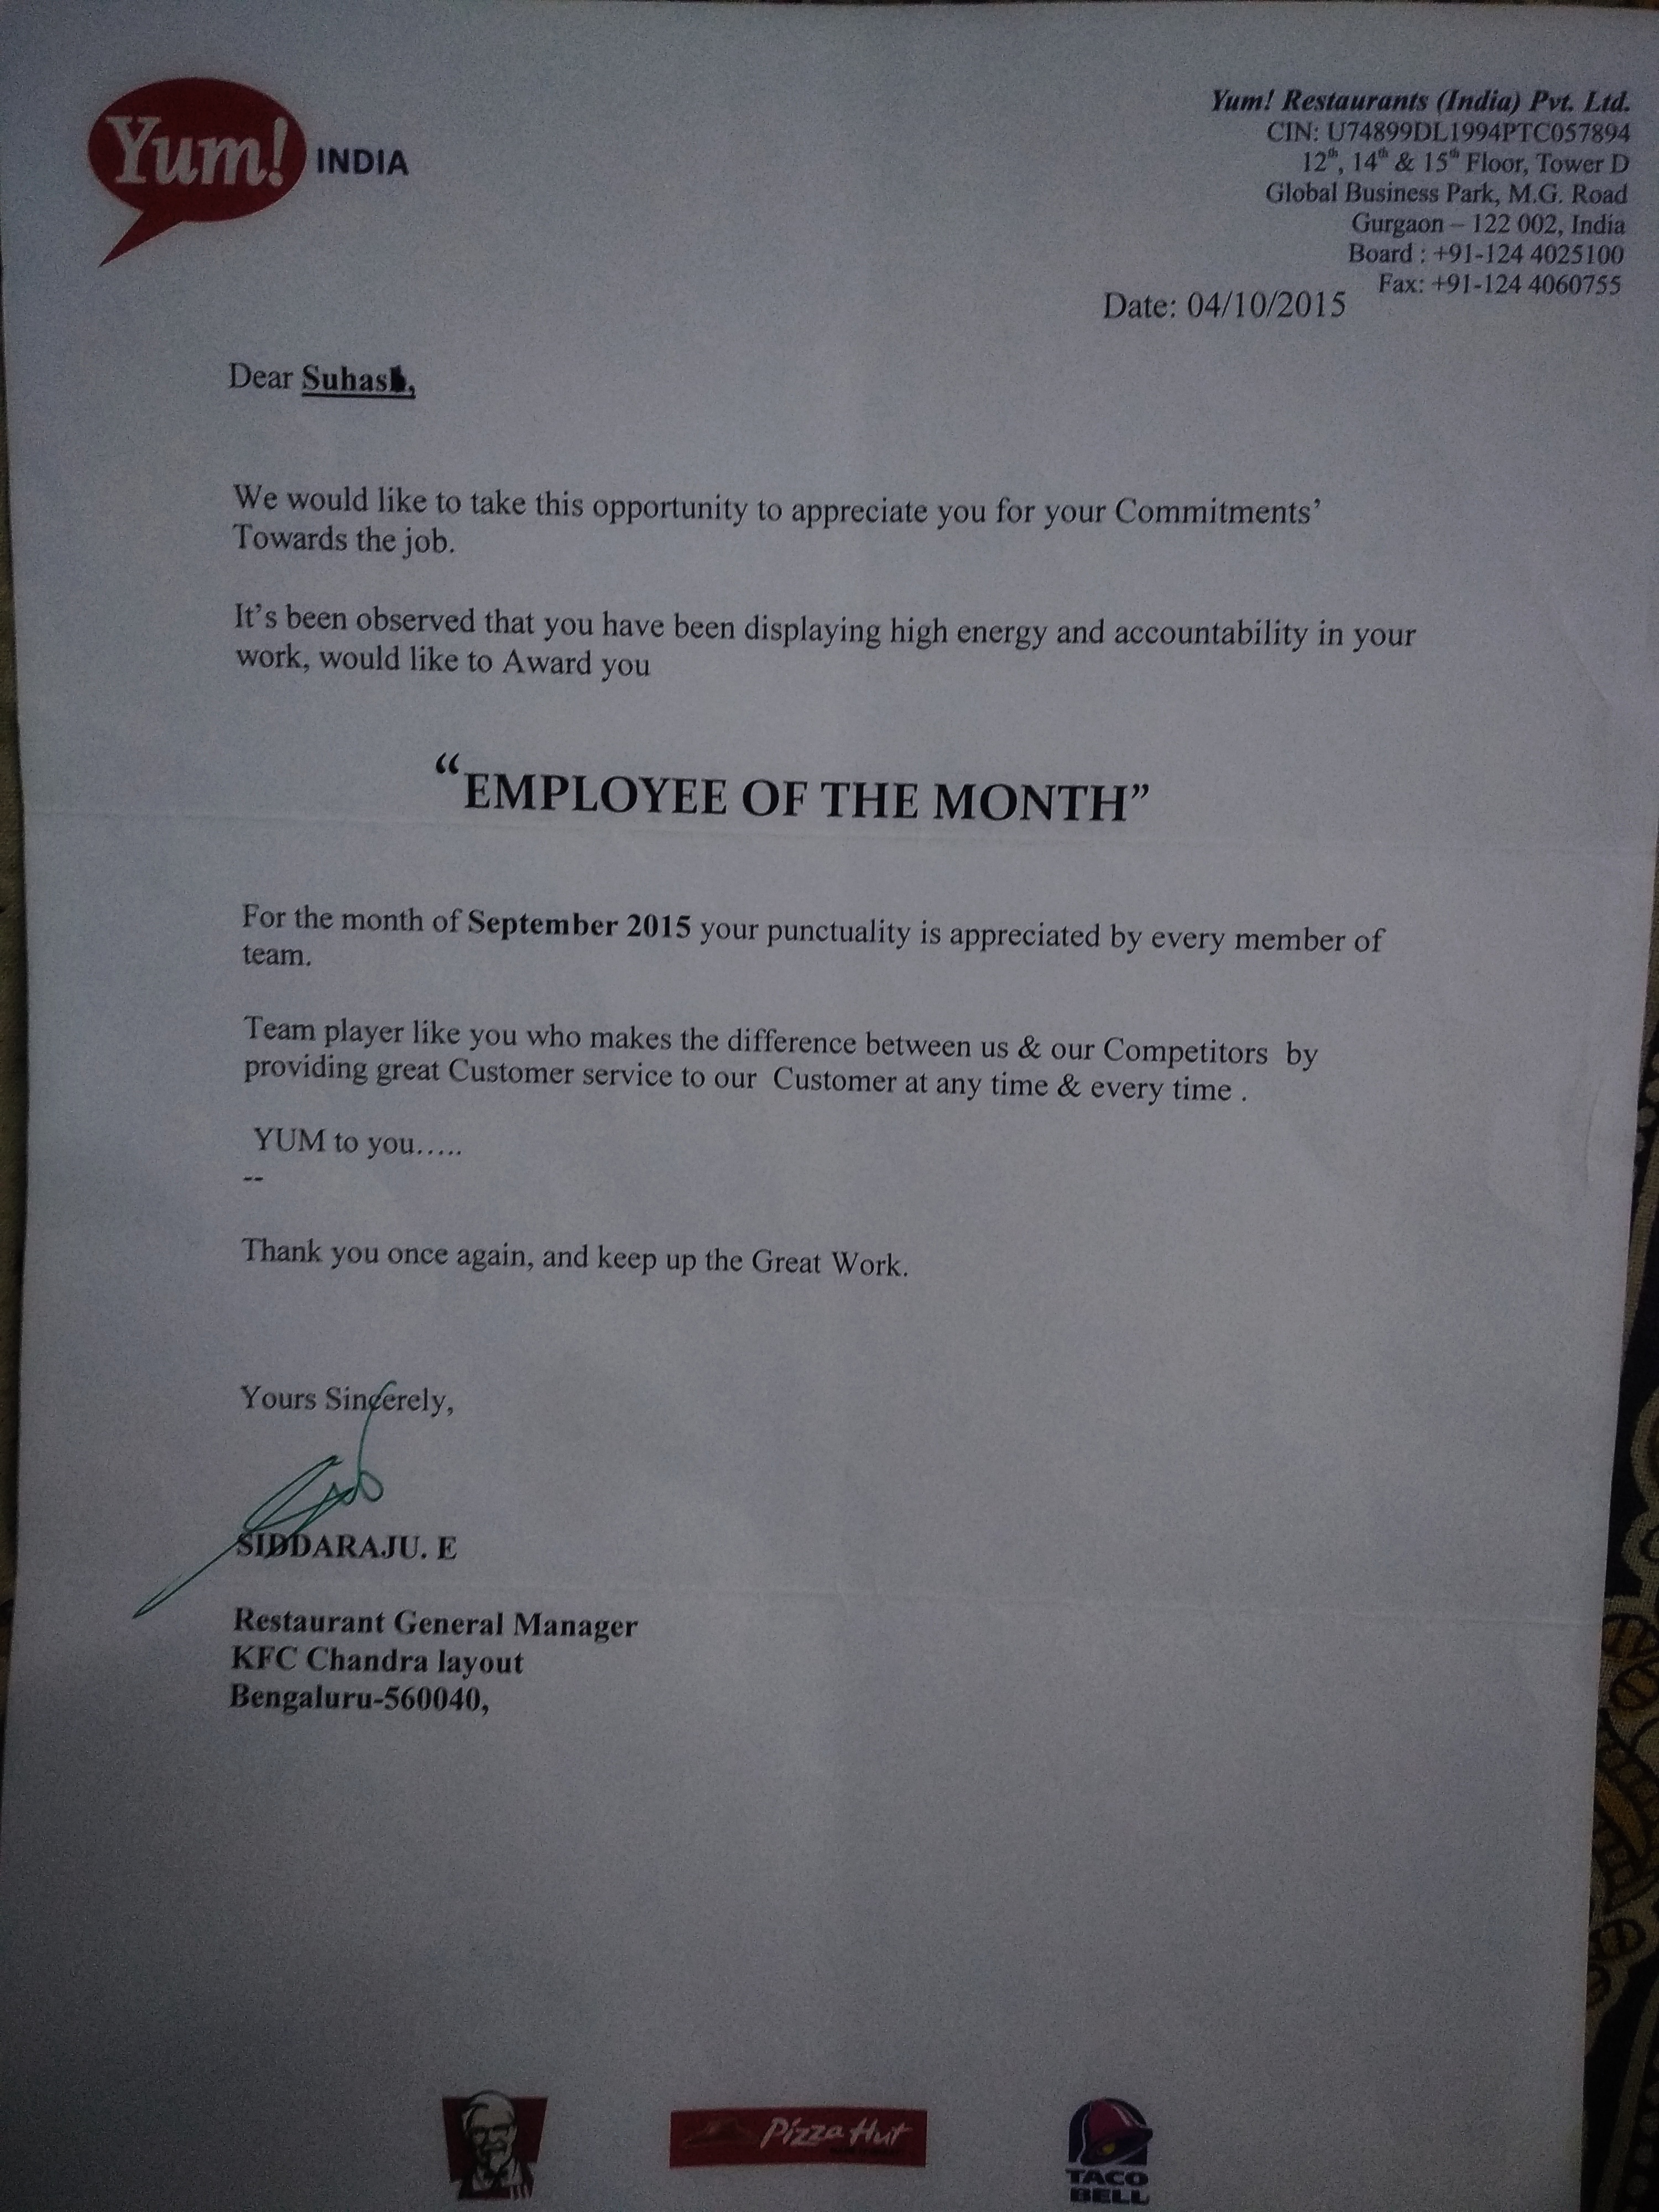 Yum! INDIA
Yum! Restaurants (India) Pvt. Ltd.
CIN: U74899DL1994PTC057894
12th, 14th & 15th Floor, Tower D
Global Business Park, M.G. Road
Gurgaon – 122 002, India
Board : +91-124 4025100
Fax: +91-124 4060755
Date: 04/10/2015
Dear Suhas,
We would like to take this opportunity to appreciate you for your Commitments’
Towards the job.
It’s been observed that you have been displaying high energy and accountability in your
work, would like to Award you
“EMPLOYEE OF THE MONTH”
For the month of September 2015 your punctuality is appreciated by every member of
team.
Team player like you who makes the difference between us & our Competitors by
providing great Customer service to our Customer at any time & every time .
YUM to you…..
--
Thank you once again, and keep up the Great Work.
Yours Sincerely,
SIDDARAJU. E
Restaurant General Manager
KFC Chandra layout
Bengaluru-560040,
Pizza Hut
TACO
BELL